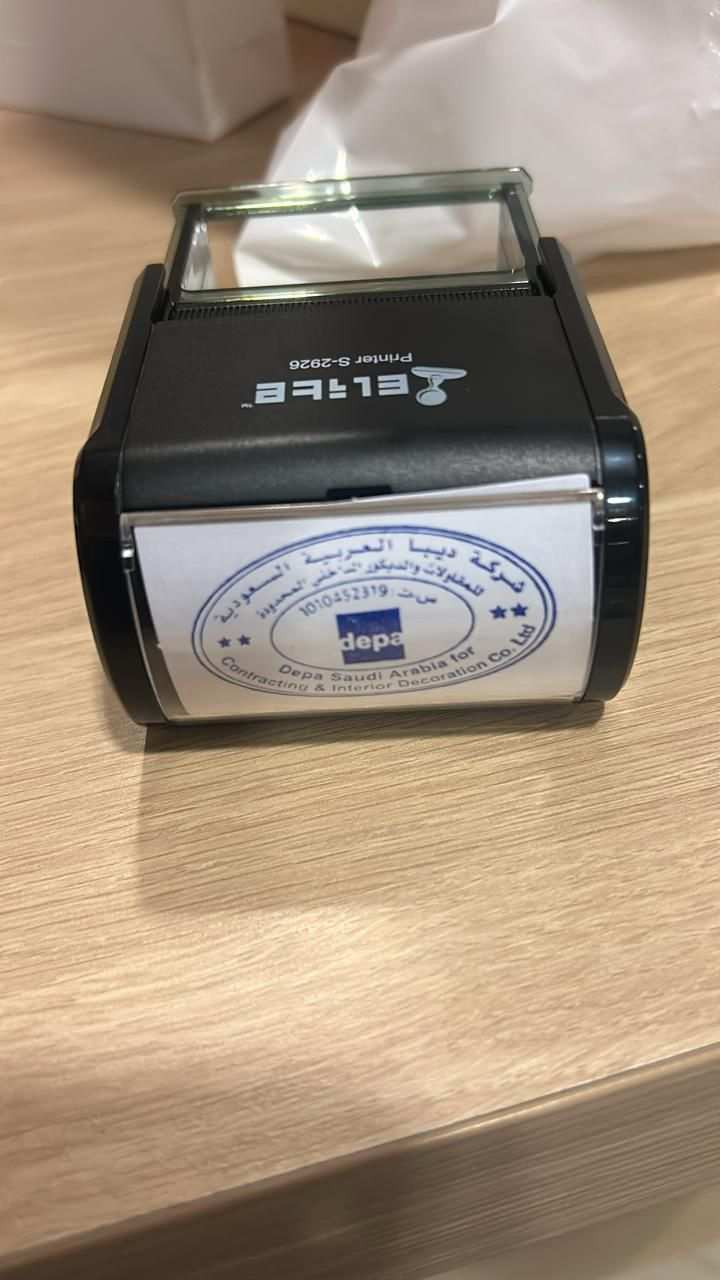 ELITE™
Printer S-2926
شركة ديبا العربية السعودية
للمقاولات والديكور الداخلي المحدودة
س.ت: 1010452319
depa
Depa Saudi Arabia for
Contracting & Interior Decoration Co. Ltd